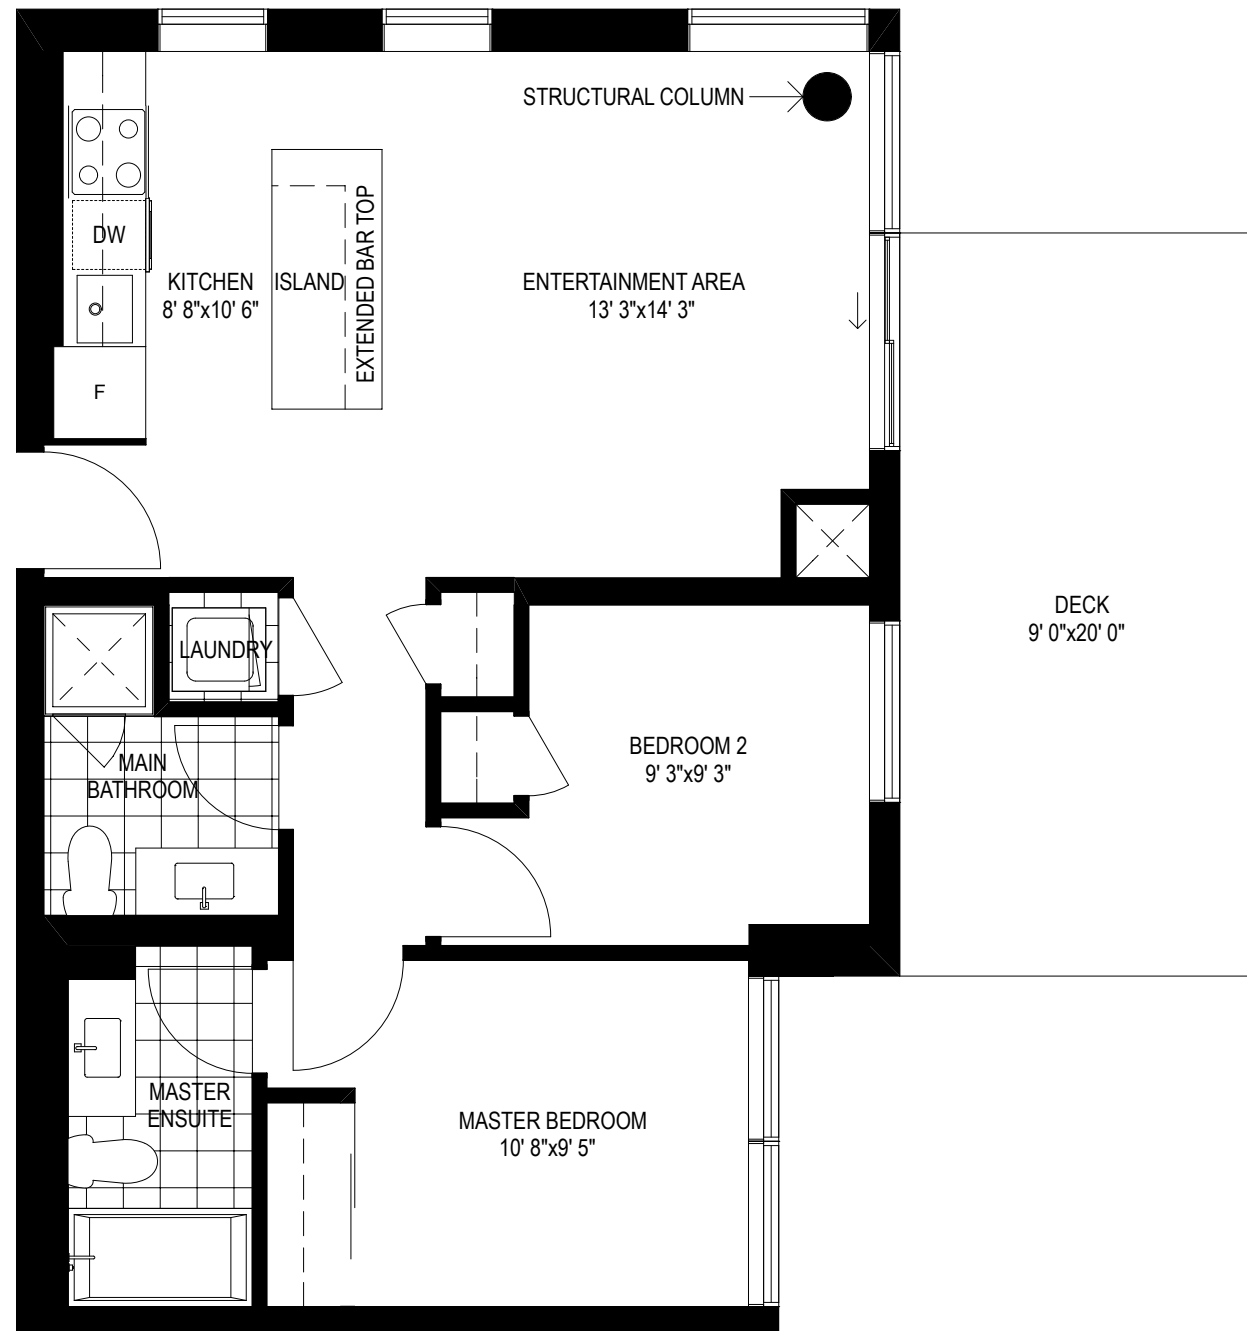 STRUCTURAL COLUMN
DW
KITCHEN
8' 8"x10' 6"
ISLAND
EXTENDED BAR TOP
ENTERTAINMENT AREA
13' 3"x14' 3"
F
LAUNDRY
DECK
9' 0"x20' 0"
MAIN
BATHROOM
BEDROOM 2
9' 3"x9' 3"
MASTER
ENSUITE
MASTER BEDROOM
10' 8"x9' 5"